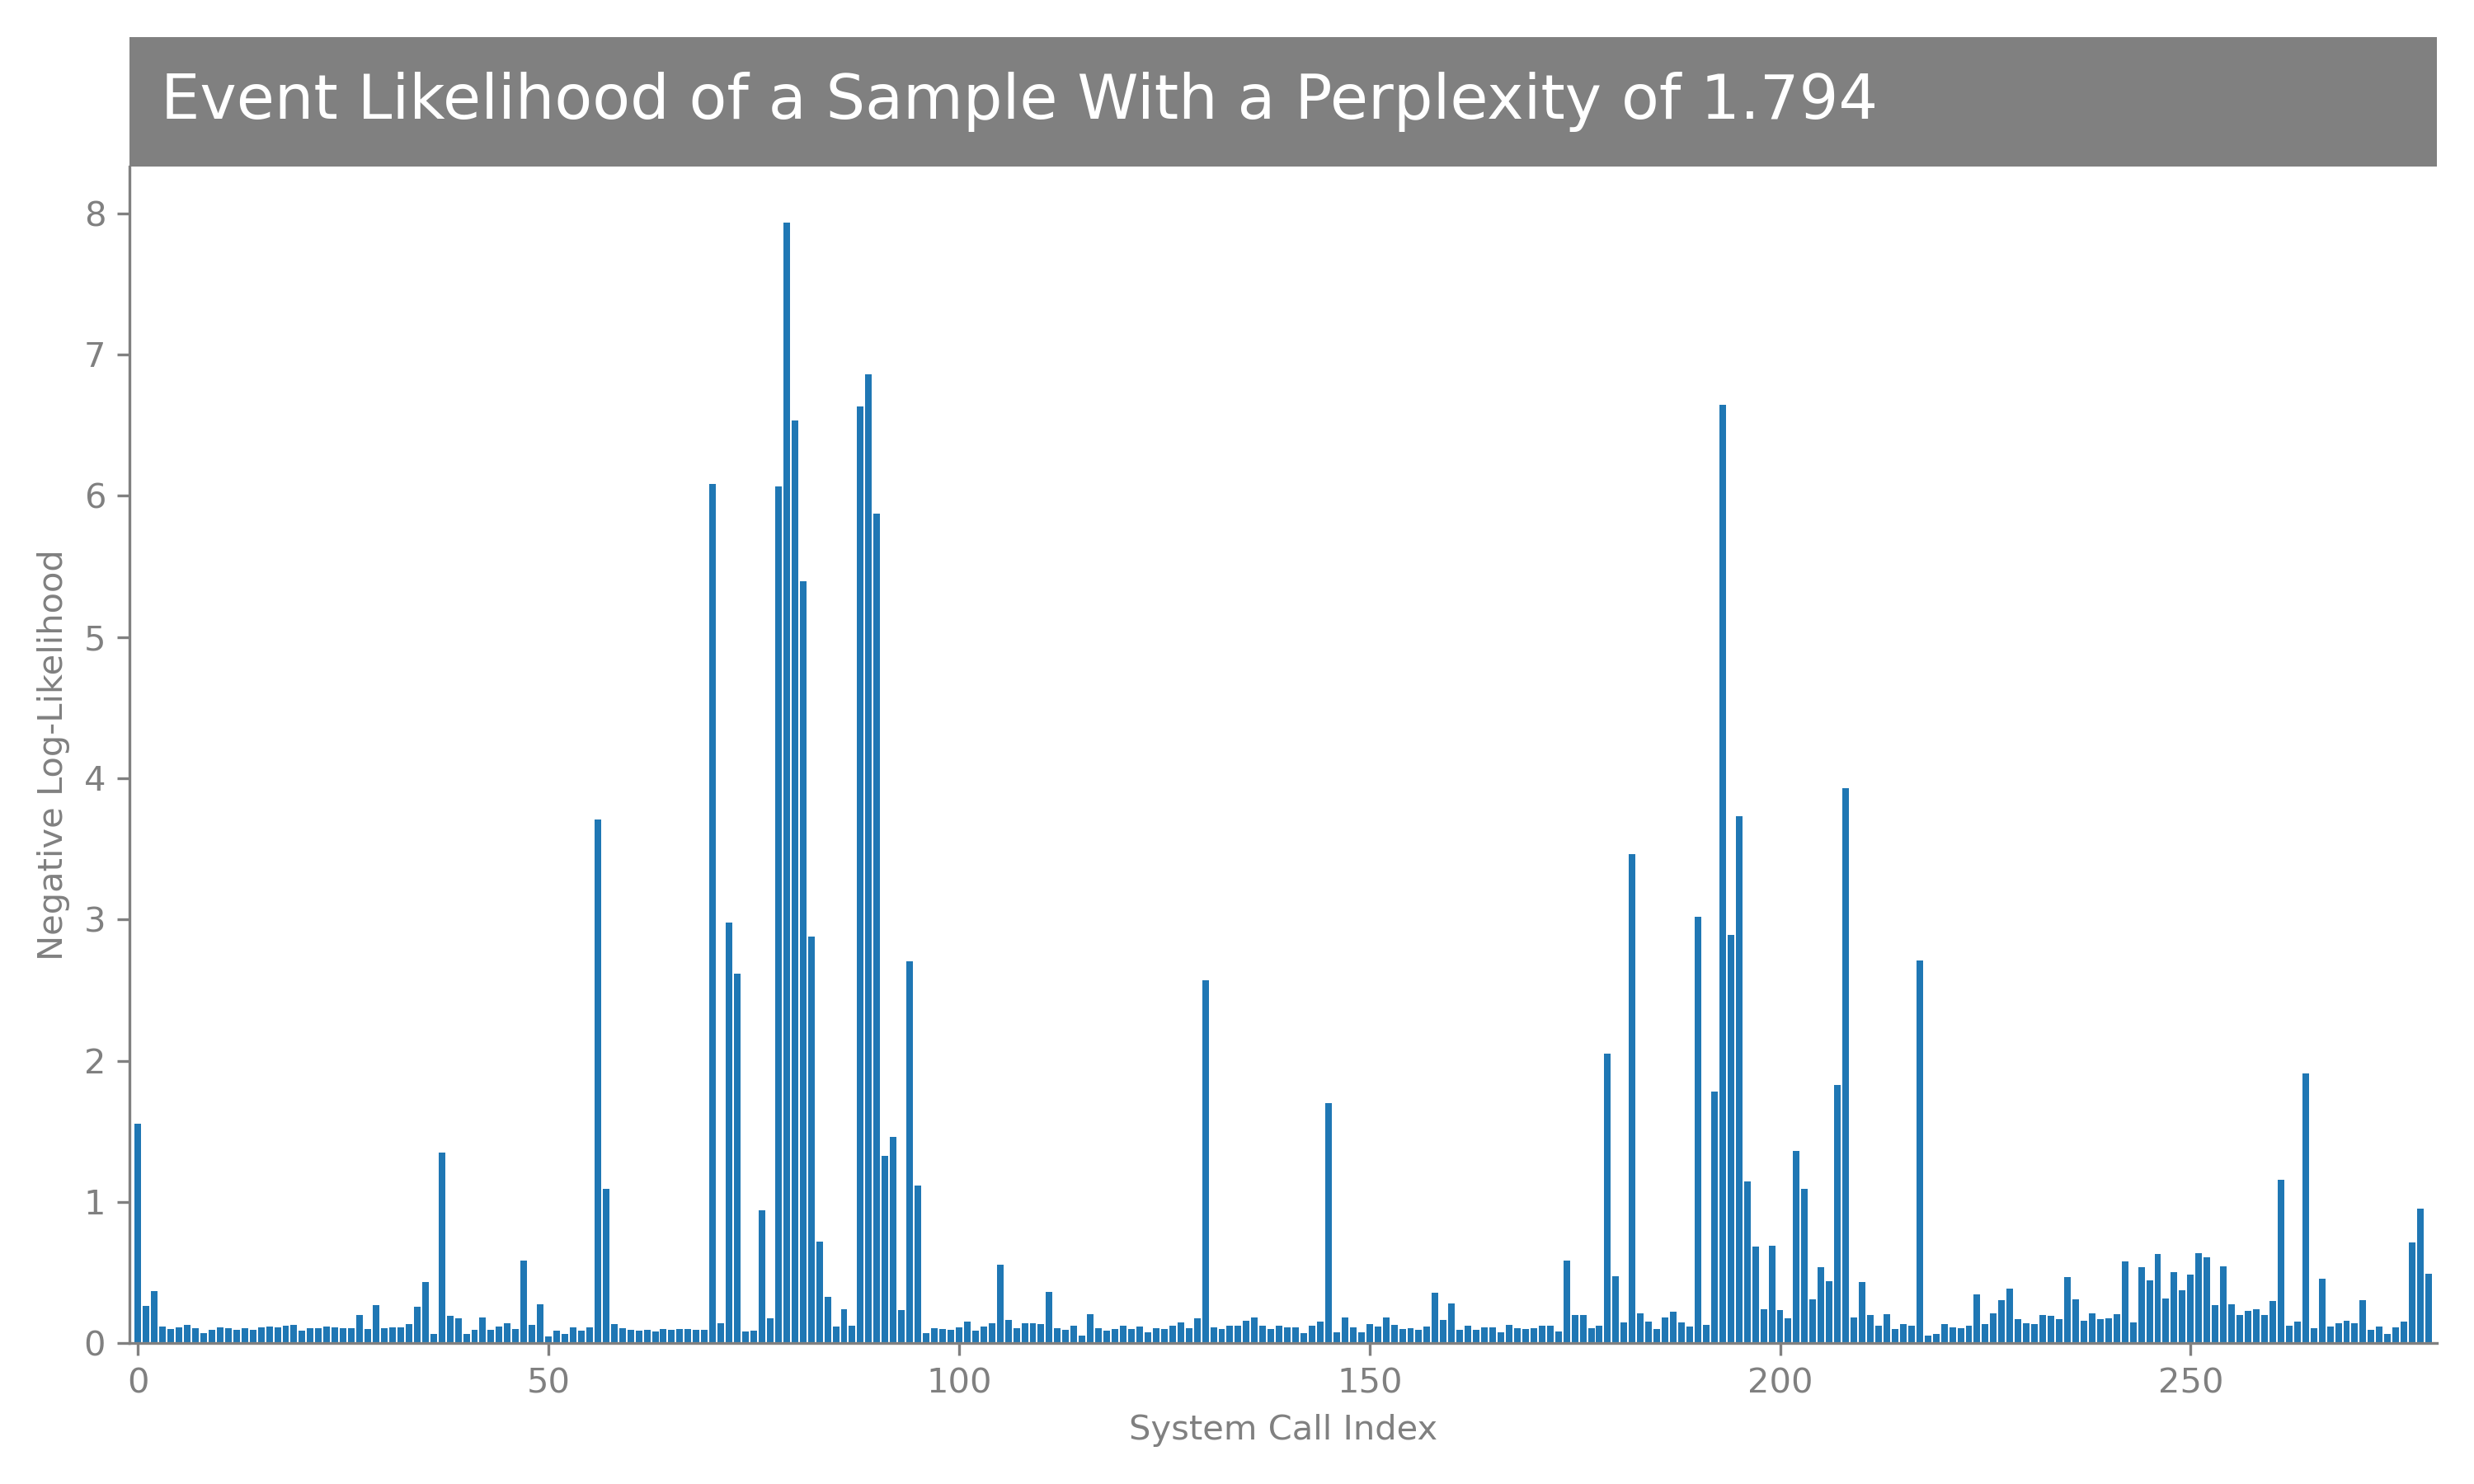 Event Likelihood of a Sample With a Perplexity of 1.794
8
7
6
5
4
3
2
1
0
Negative Log-Likelihood
0 50 100 150 200 250
System Call Index